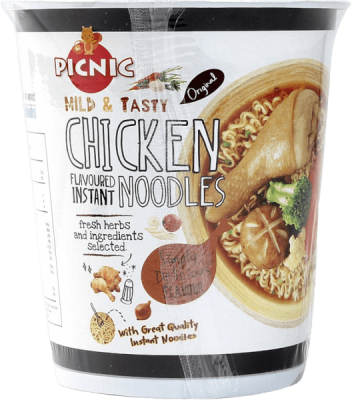 PICNIC
MILD & TASTY
Original
CHICKEN
FLAVOURED
INSTANT
NOODLES
fresh herbs
and ingredients
selected.
with Great Quality
Instant Noodles